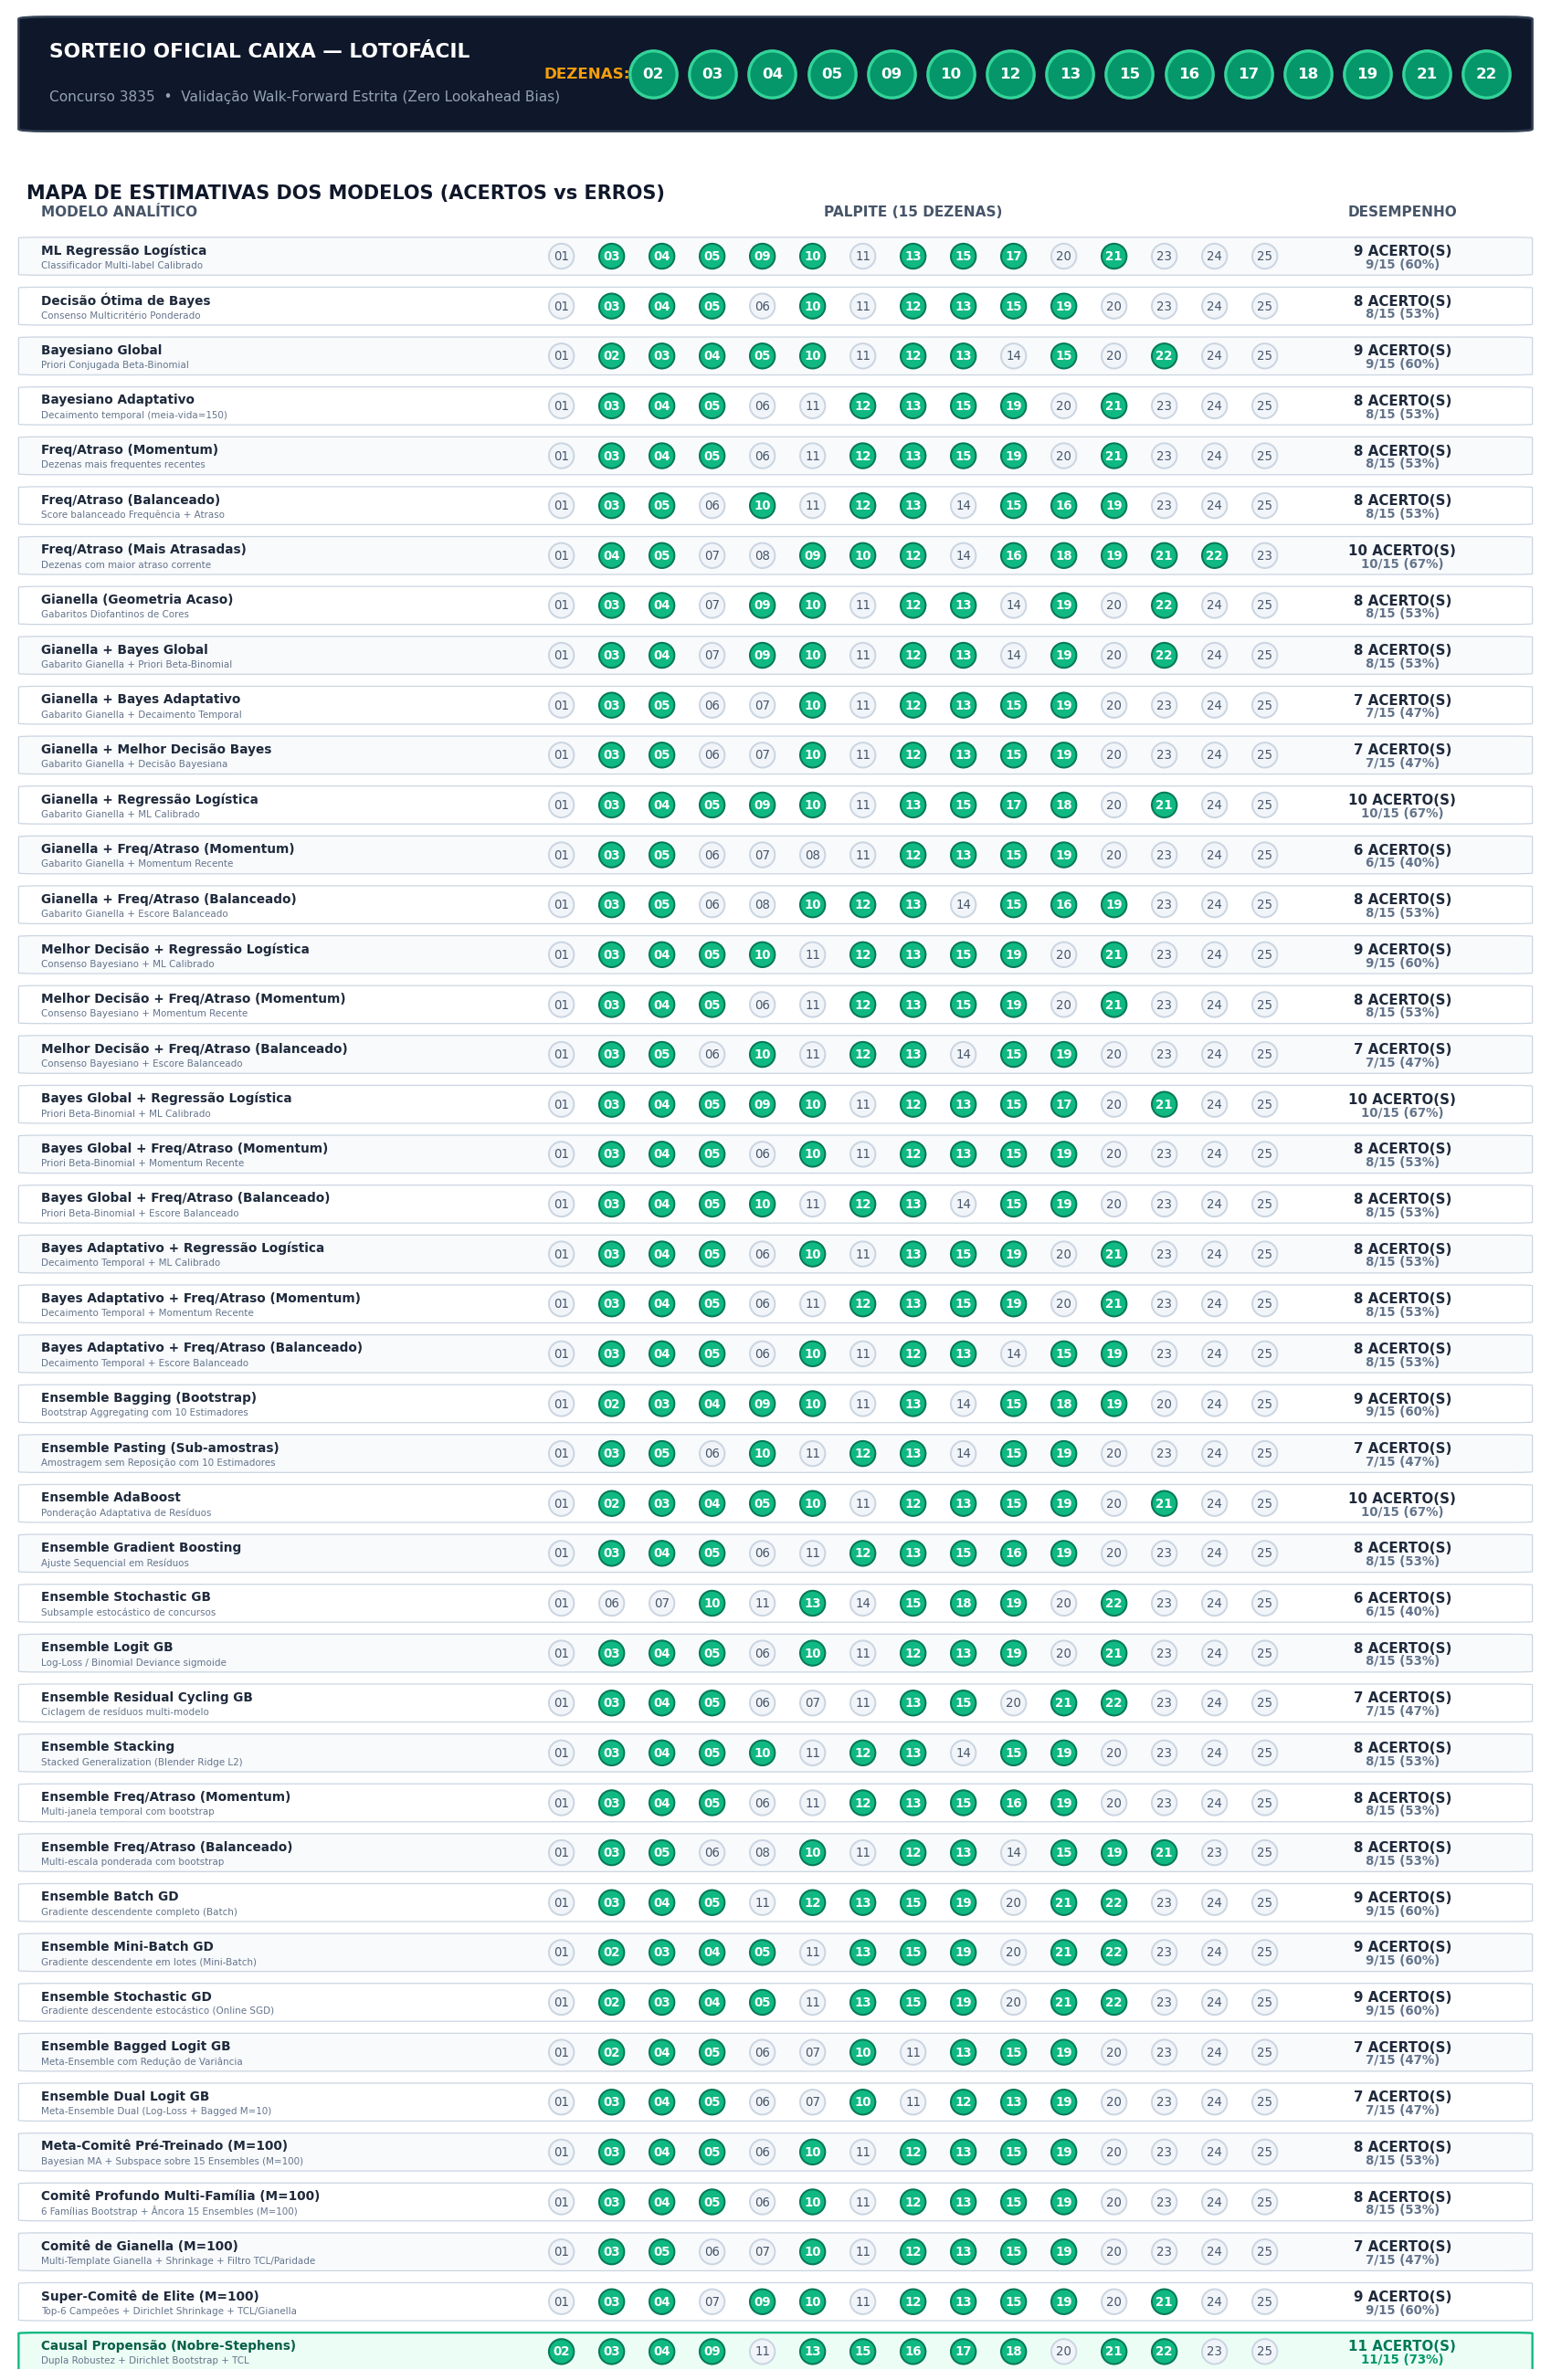 SORTEIO OFICIAL CAIXA — LOTOFÁCIL
Concurso 3835 • Validação Walk-Forward Estrita (Zero Lookahead Bias)
DEZENAS: 02 03 04 05 09 10 12 13 15 16 17 18 19 21 22
MAPA DE ESTIMATIVAS DOS MODELOS (ACERTOS vs ERROS)
MODELO ANALÍTICO PALPITE (15 DEZENAS) DESEMPENHO
ML Regressão Logística 01 03 04 05 09 10 11 13 15 17 20 21 23 24 25 9 ACERTO(S)
Classificador Multi-label Calibrado 9/15 (60%)
Decisão Ótima de Bayes 01 03 04 05 06 10 11 12 13 15 19 20 23 24 25 8 ACERTO(S)
Consenso Multicritério Ponderado 8/15 (53%)
Bayesiano Global 01 02 03 04 05 10 11 12 13 14 15 20 22 24 25 9 ACERTO(S)
Priori Conjugada Beta-Binomial 9/15 (60%)
Bayesiano Adaptativo 01 03 04 05 06 11 12 13 15 19 20 21 23 24 25 8 ACERTO(S)
Decaimento temporal (meia-vida=150) 8/15 (53%)
Freq/Atraso (Momentum) 01 03 04 05 06 11 12 13 15 19 20 21 23 24 25 8 ACERTO(S)
Dezenas mais frequentes recentes 8/15 (53%)
Freq/Atraso (Balanceado) 01 03 05 06 10 11 12 13 14 15 16 19 23 24 25 8 ACERTO(S)
Score balanceado Frequência + Atraso 8/15 (53%)
Freq/Atraso (Mais Atrasadas) 01 04 05 07 08 09 10 12 14 16 18 19 21 22 23 10 ACERTO(S)
Dezenas com maior atraso corrente 10/15 (67%)
Gianella (Geometria Acaso) 01 03 04 07 09 10 11 12 13 14 19 20 22 24 25 8 ACERTO(S)
Gabaritos Diofantinos de Cores 8/15 (53%)
Gianella + Bayes Global 01 03 04 07 09 10 11 12 13 14 19 20 22 24 25 8 ACERTO(S)
Gabarito Gianella + Priori Beta-Binomial 8/15 (53%)
Gianella + Bayes Adaptativo 01 03 05 06 07 10 11 12 13 15 19 20 23 24 25 7 ACERTO(S)
Gabarito Gianella + Decaimento Temporal 7/15 (47%)
Gianella + Melhor Decisão Bayes 01 03 05 06 07 10 11 12 13 15 19 20 23 24 25 7 ACERTO(S)
Gabarito Gianella + Decisão Bayesiana 7/15 (47%)
Gianella + Regressão Logística 01 03 04 05 09 10 11 13 15 17 18 20 21 24 25 10 ACERTO(S)
Gabarito Gianella + ML Calibrado 10/15 (67%)
Gianella + Freq/Atraso (Momentum) 01 03 05 06 07 08 11 12 13 15 19 20 23 24 25 6 ACERTO(S)
Gabarito Gianella + Momentum Recente 6/15 (40%)
Gianella + Freq/Atraso (Balanceado) 01 03 05 06 08 10 12 13 14 15 16 19 23 24 25 8 ACERTO(S)
Gabarito Gianella + Escore Balanceado 8/15 (53%)
Melhor Decisão + Regressão Logística 01 03 04 05 10 11 12 13 15 19 20 21 23 24 25 9 ACERTO(S)
Consenso Bayesiano + ML Calibrado 9/15 (60%)
Melhor Decisão + Freq/Atraso (Momentum) 01 03 04 05 06 11 12 13 15 19 20 21 23 24 25 8 ACERTO(S)
Consenso Bayesiano + Momentum Recente 8/15 (53%)
Melhor Decisão + Freq/Atraso (Balanceado) 01 03 05 06 10 11 12 13 14 15 19 20 23 24 25 7 ACERTO(S)
Consenso Bayesiano + Escore Balanceado 7/15 (47%)
Bayes Global + Regressão Logística 01 03 04 05 09 10 11 12 13 15 17 20 21 24 25 10 ACERTO(S)
Priori Beta-Binomial + ML Calibrado 10/15 (67%)
Bayes Global + Freq/Atraso (Momentum) 01 03 04 05 06 10 11 12 13 15 19 20 23 24 25 8 ACERTO(S)
Priori Beta-Binomial + Momentum Recente 8/15 (53%)
Bayes Global + Freq/Atraso (Balanceado) 01 03 04 05 10 11 12 13 14 15 19 20 23 24 25 8 ACERTO(S)
Priori Beta-Binomial + Escore Balanceado 8/15 (53%)
Bayes Adaptativo + Regressão Logística 01 03 04 05 06 10 11 13 15 19 20 21 23 24 25 8 ACERTO(S)
Decaimento Temporal + ML Calibrado 8/15 (53%)
Bayes Adaptativo + Freq/Atraso (Momentum) 01 03 04 05 06 11 12 13 15 19 20 21 23 24 25 8 ACERTO(S)
Decaimento Temporal + Momentum Recente 8/15 (53%)
Bayes Adaptativo + Freq/Atraso (Balanceado) 01 03 04 05 06 10 11 12 13 14 15 19 23 24 25 8 ACERTO(S)
Decaimento Temporal + Escore Balanceado 8/15 (53%)
Ensemble Bagging (Bootstrap) 01 02 03 04 09 10 11 13 14 15 18 19 20 24 25 9 ACERTO(S)
Bootstrap Aggregating com 10 Estimadores 9/15 (60%)
Ensemble Pasting (Sub-amostras) 01 03 05 06 10 11 12 13 14 15 19 20 23 24 25 7 ACERTO(S)
Amostragem sem Reposição com 10 Estimadores 7/15 (47%)
Ensemble AdaBoost 01 02 03 04 05 10 11 12 13 15 19 20 21 24 25 10 ACERTO(S)
Ponderação Adaptativa de Resíduos 10/15 (67%)
Ensemble Gradient Boosting 01 03 04 05 06 11 12 13 15 16 19 20 23 24 25 8 ACERTO(S)
Ajuste Sequencial em Resíduos 8/15 (53%)
Ensemble Stochastic GB 01 06 07 10 11 13 14 15 18 19 20 22 23 24 25 6 ACERTO(S)
Subsample estocástico de concursos 6/15 (40%)
Ensemble Logit GB 01 03 04 05 06 10 11 12 13 19 20 21 23 24 25 8 ACERTO(S)
Log-Loss / Binomial Deviance sigmoide 8/15 (53%)
Ensemble Residual Cycling GB 01 03 04 05 06 07 11 13 15 20 21 22 23 24 25 7 ACERTO(S)
Ciclagem de resíduos multi-modelo 7/15 (47%)
Ensemble Stacking 01 03 04 05 10 11 12 13 14 15 19 20 23 24 25 8 ACERTO(S)
Stacked Generalization (Blender Ridge L2) 8/15 (53%)
Ensemble Freq/Atraso (Momentum) 01 03 04 05 06 11 12 13 15 16 19 20 23 24 25 8 ACERTO(S)
Multi-janela temporal com bootstrap 8/15 (53%)
Ensemble Freq/Atraso (Balanceado) 01 03 05 06 08 10 11 12 13 14 15 19 21 23 25 8 ACERTO(S)
Multi-escala ponderada com bootstrap 8/15 (53%)
Ensemble Batch GD 01 03 04 05 11 12 13 15 19 20 21 22 23 24 25 9 ACERTO(S)
Gradiente descendente completo (Batch) 9/15 (60%)
Ensemble Mini-Batch GD 01 02 03 04 05 11 13 15 19 20 21 22 23 24 25 9 ACERTO(S)
Gradiente descendente em lotes (Mini-Batch) 9/15 (60%)
Ensemble Stochastic GD 01 02 03 04 05 11 13 15 19 20 21 22 23 24 25 9 ACERTO(S)
Gradiente descendente estocástico (Online SGD) 9/15 (60%)
Ensemble Bagged Logit GB 01 02 04 05 06 07 10 11 13 15 19 20 23 24 25 7 ACERTO(S)
Meta-Ensemble com Redução de Variância 7/15 (47%)
Ensemble Dual Logit GB 01 03 04 05 06 07 10 11 12 13 19 20 23 24 25 7 ACERTO(S)
Meta-Ensemble Dual (Log-Loss + Bagged M=10) 7/15 (47%)
Meta-Comitê Pré-Treinado (M=100) 01 03 04 05 06 10 11 12 13 15 19 20 23 24 25 8 ACERTO(S)
Bayesian MA + Subspace sobre 15 Ensembles (M=100) 8/15 (53%)
Comitê Profundo Multi-Família (M=100) 01 03 04 05 06 10 11 12 13 15 19 20 23 24 25 8 ACERTO(S)
6 Famílias Bootstrap + Âncora 15 Ensembles (M=100) 8/15 (53%)
Comitê de Gianella (M=100) 01 03 05 06 07 10 11 12 13 15 19 20 23 24 25 7 ACERTO(S)
Multi-Template Gianella + Shrinkage + Filtro TCL/Paridade 7/15 (47%)
Super-Comitê de Elite (M=100) 01 03 04 07 09 10 11 12 13 15 19 20 21 24 25 9 ACERTO(S)
Top-6 Campeões + Dirichlet Shrinkage + TCL/Gianella 9/15 (60%)
Causal Propensão (Nobre-Stephens) 02 03 04 09 11 13 15 16 17 18 20 21 22 23 25 11 ACERTO(S)
Dupla Robustez + Dirichlet Bootstrap + TCL 11/15 (73%)